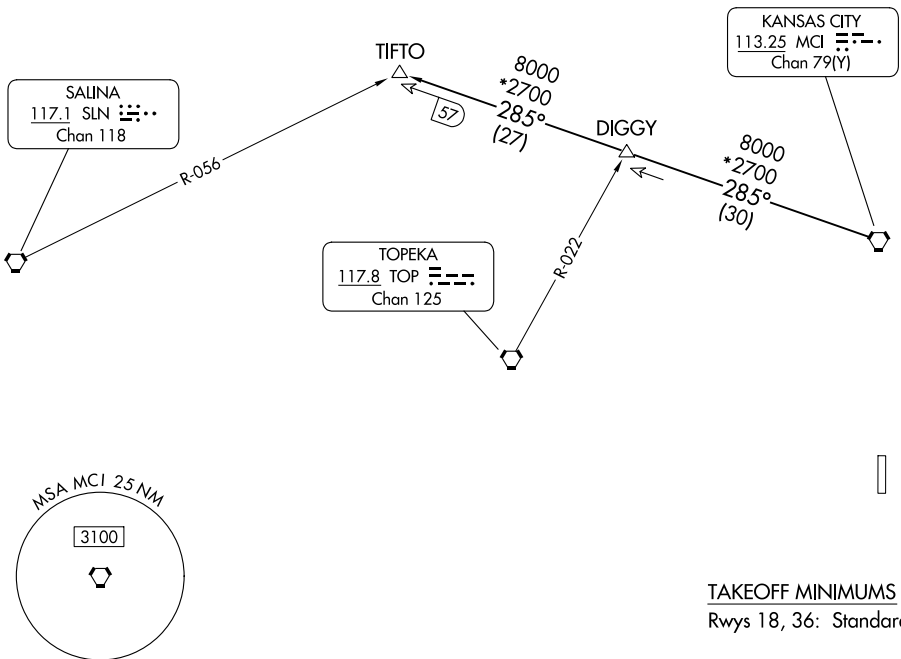 KANSAS CITY
113.25 MCI
Chan 79(Y)
TIFTO
8000
*2700
285°
(27)
57
SALINA
117.1 SLN
Chan 118
DIGGY
8000
*2700
285°
(30)
R-056
R-022
TOPEKA
117.8 TOP
Chan 125
MSA MCI 25 NM
3100
TAKEOFF MINIMUMS
Rwys 18, 36: Standard